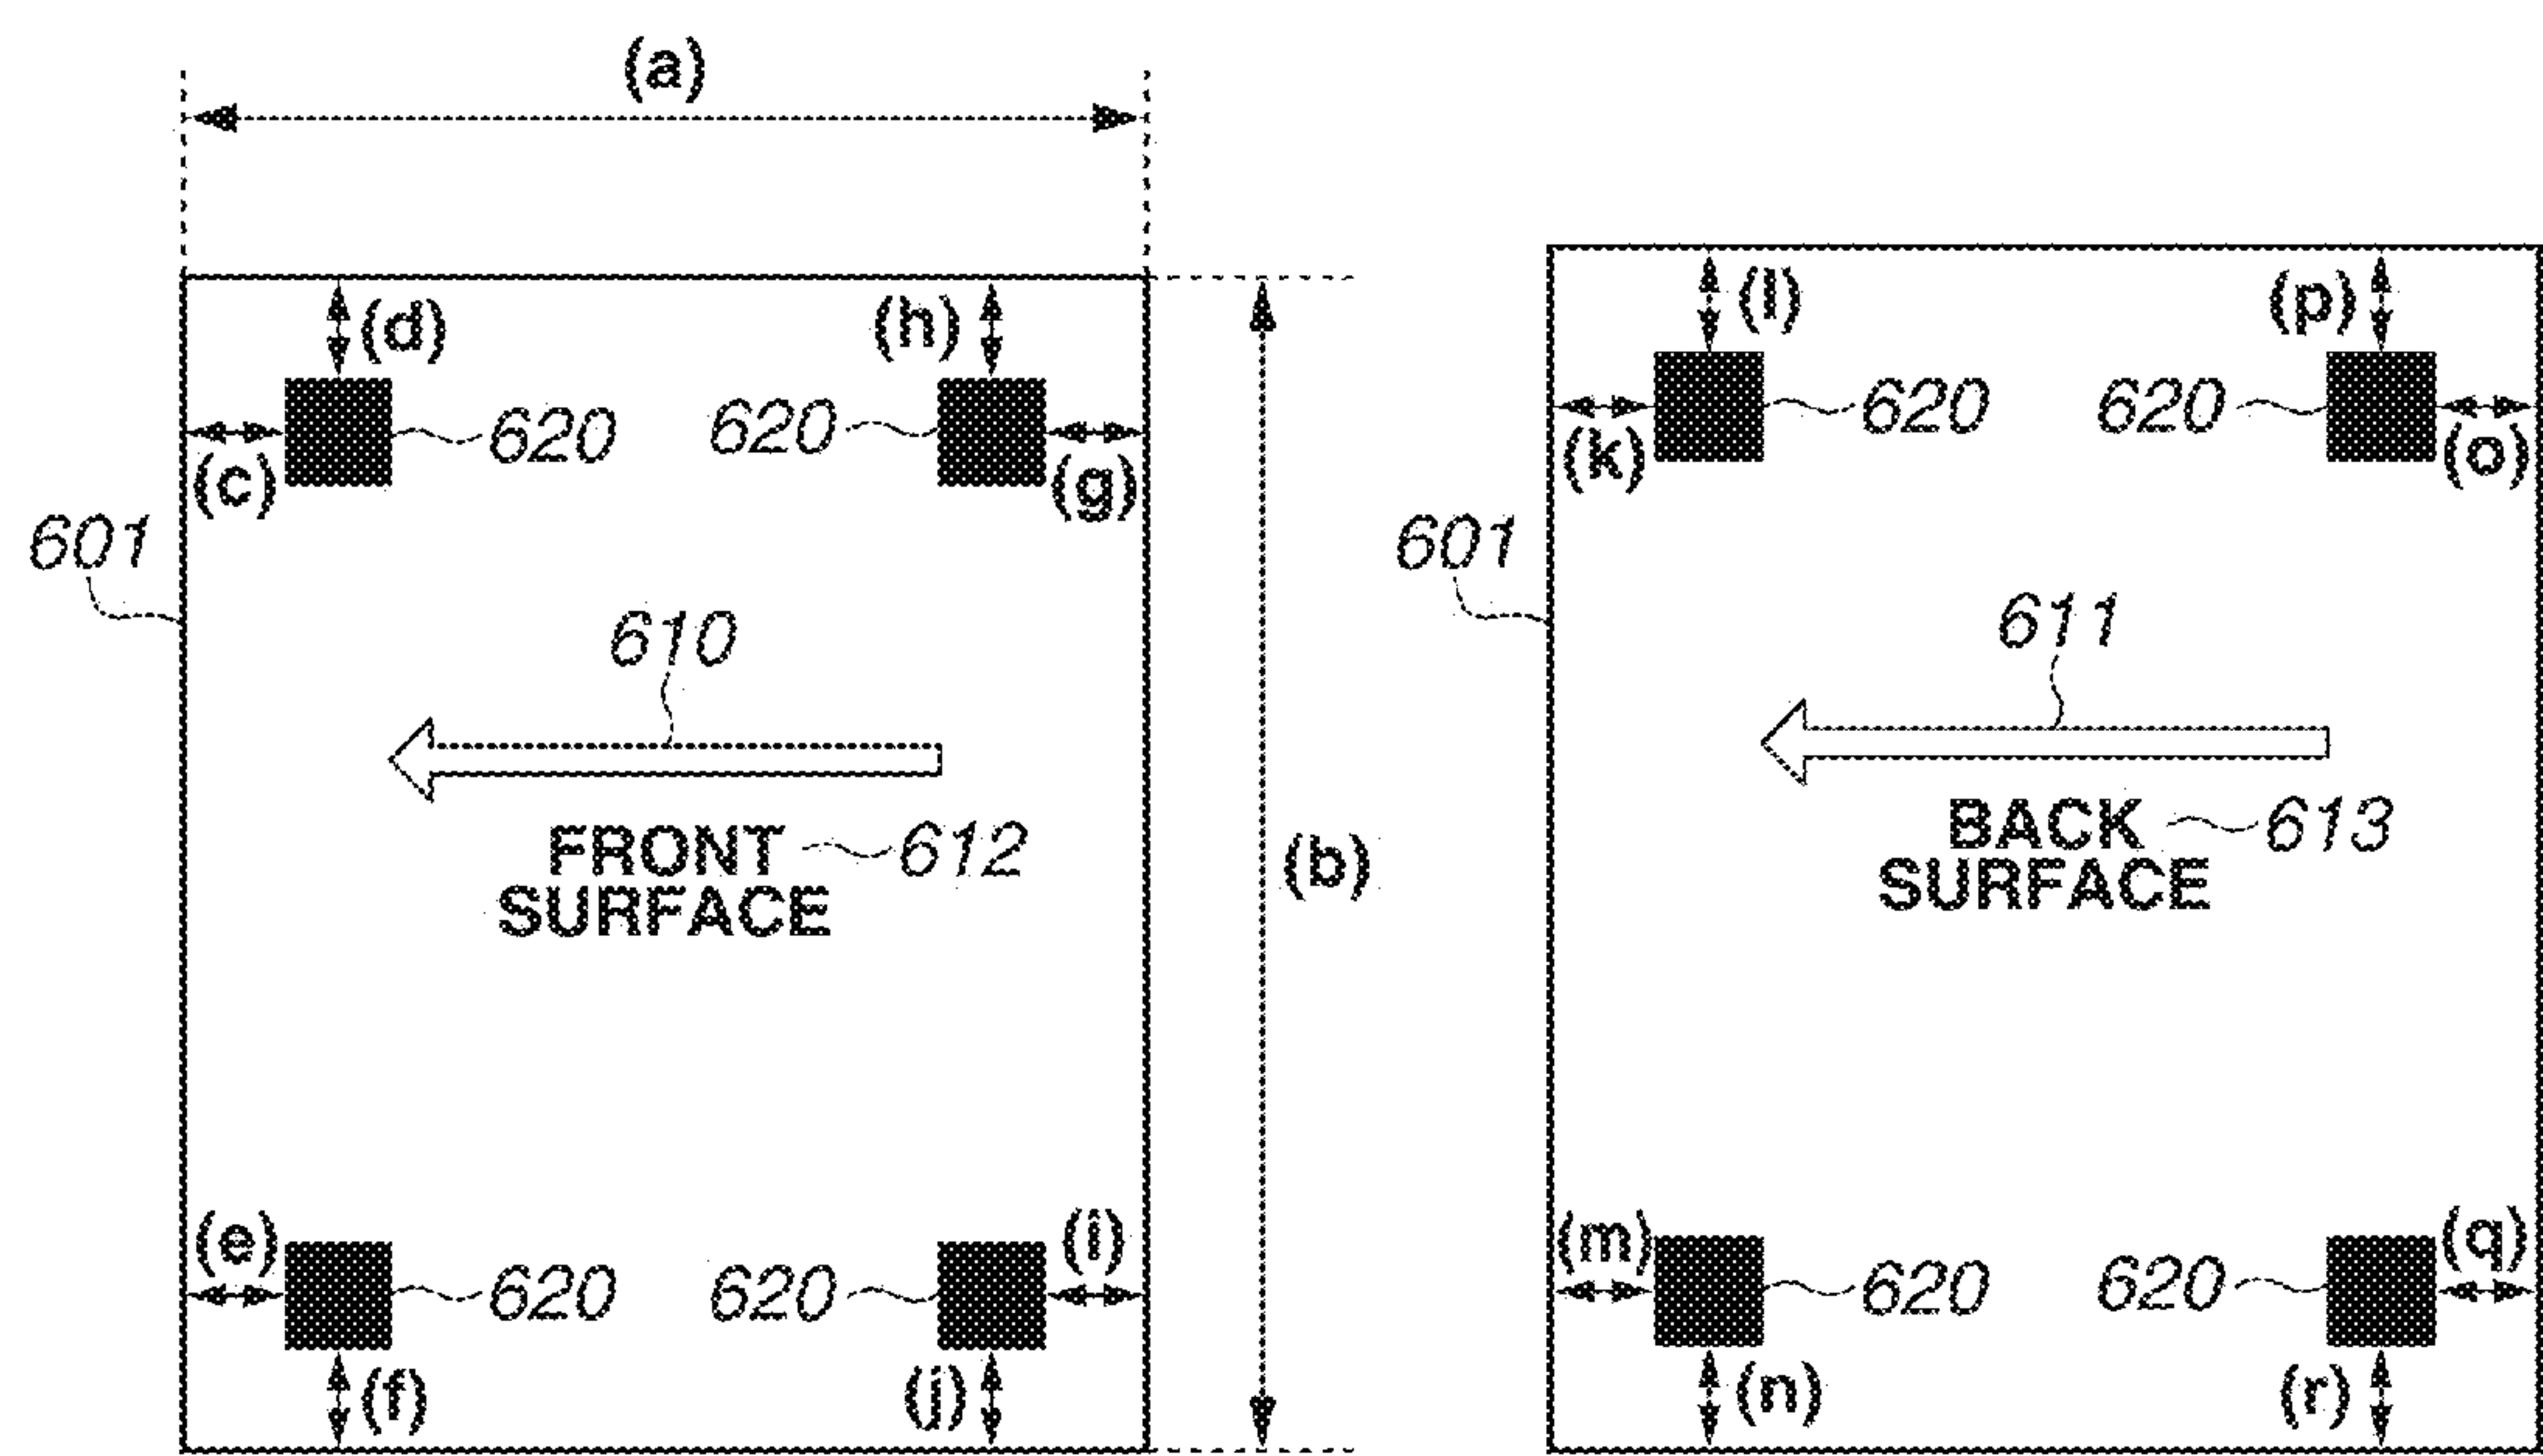 (a)
(d)
(h)
620
620
(c)
(g)
601
610
FRONT
612
SURFACE
(b)
(e)
(i)
620
620
(f)
(j)
(l)
(p)
620
620
(k)
(o)
601
611
BACK
613
SURFACE
(m)
(q)
620
620
(n)
(r)